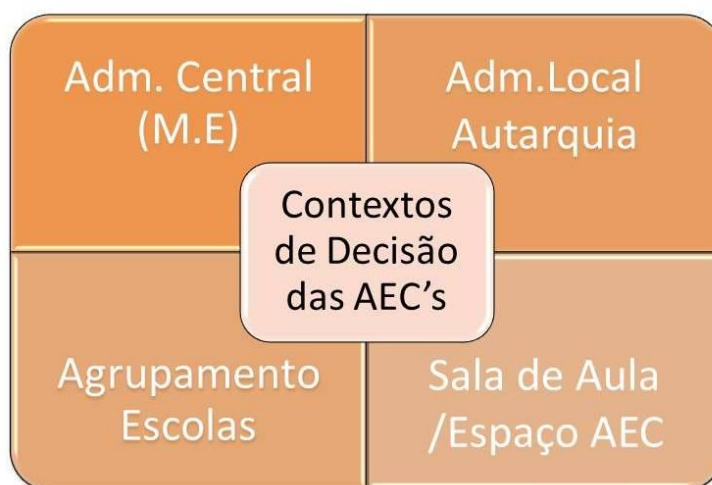 Adm. Central
(M.E)
Adm.Local
Autarquia
Contextos
de Decisão
das AEC's
Agrupamento
Escolas
Sala de Aula
/Espaço AEC